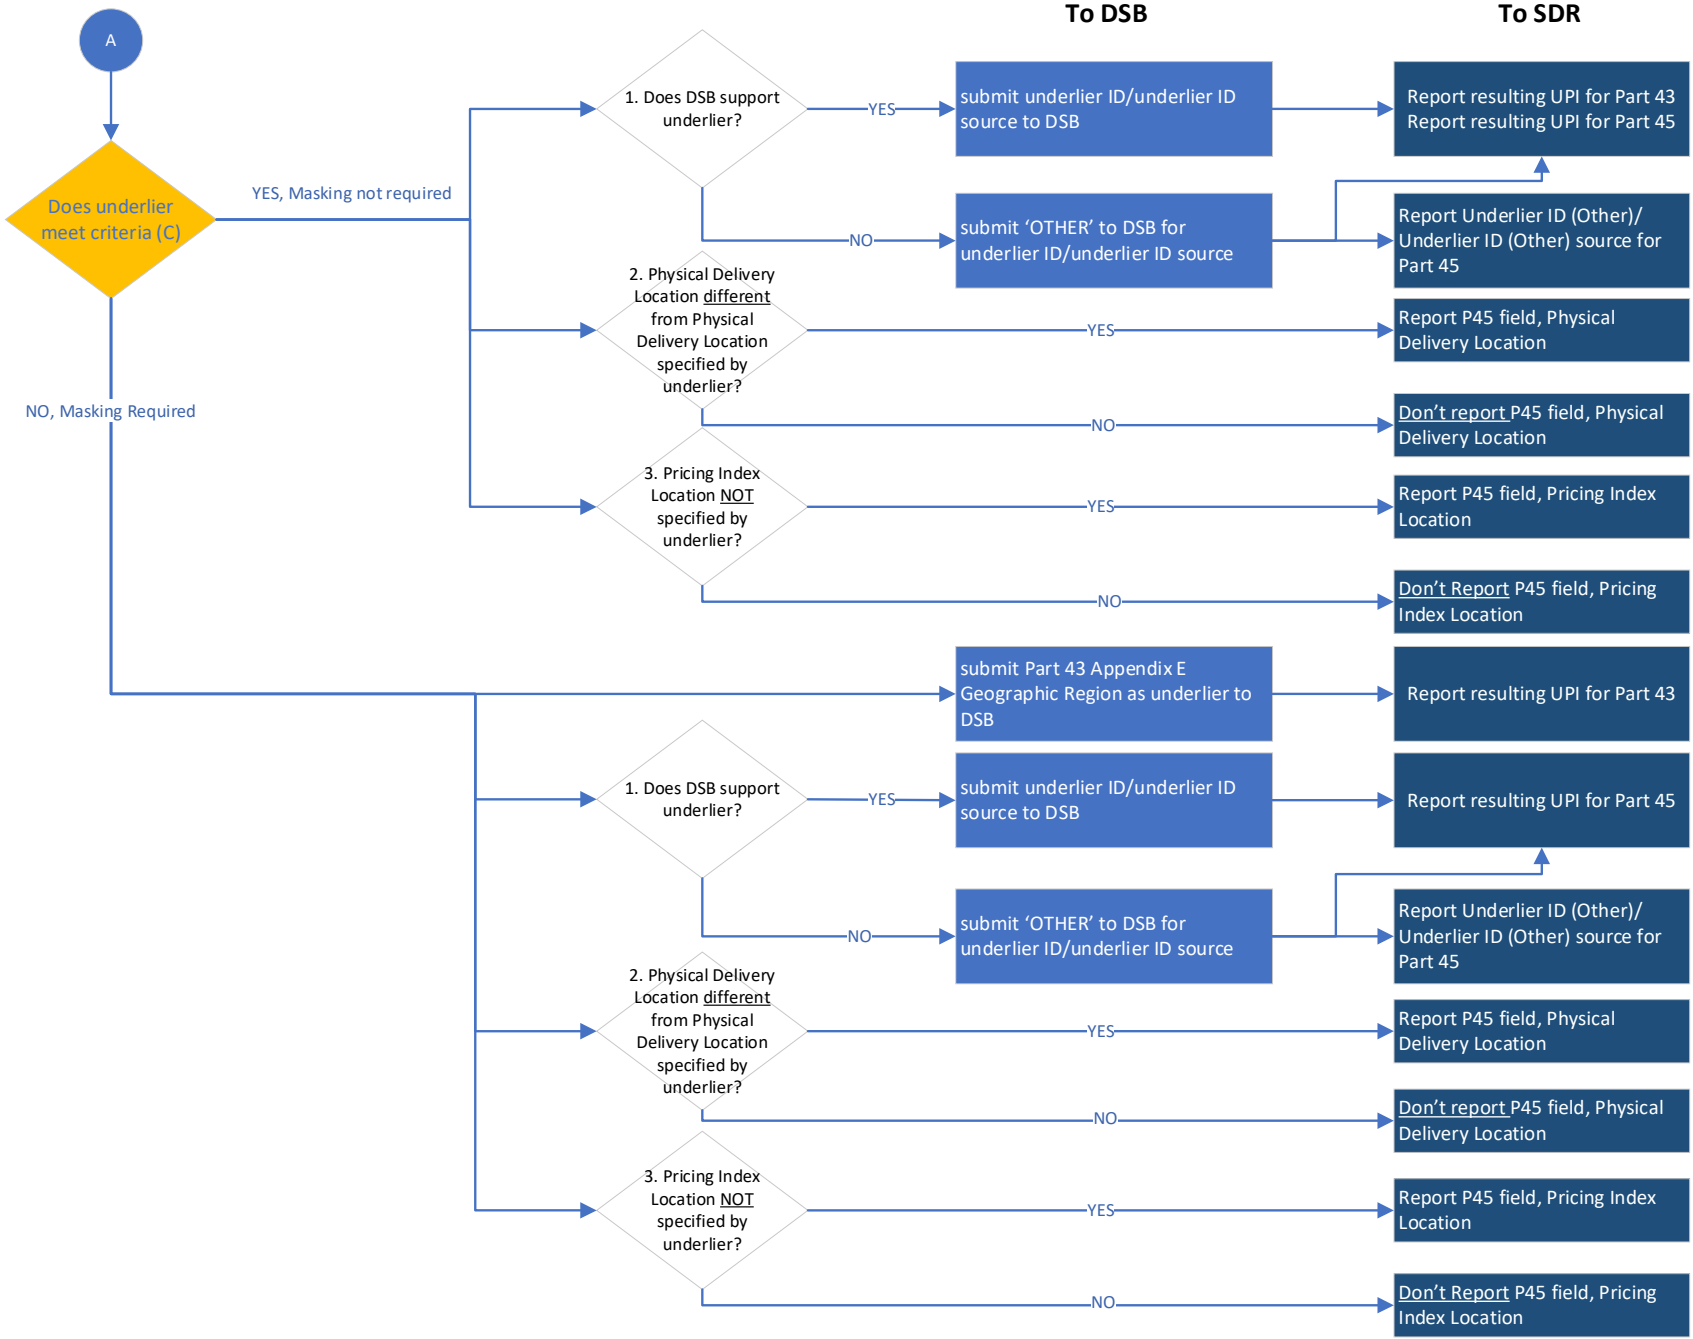 To DSB
To SDR
A
Does underlier
meet criteria (C)
YES, Masking not required
NO, Masking Required
1. Does DSB support
underlier?
YES
submit underlier ID/underlier ID
source to DSB
Report resulting UPI for Part 43
Report resulting UPI for Part 45
NO
submit ‘OTHER’ to DSB for
underlier ID/underlier ID source
Report Underlier ID (Other)/
Underlier ID (Other) source for
Part 45
2. Physical Delivery
Location different
from Physical
Delivery Location
specified by
underlier?
YES
Report P45 field, Physical
Delivery Location
NO
Don’t report P45 field, Physical
Delivery Location
3. Pricing Index
Location NOT
specified by
underlier?
YES
Report P45 field, Pricing Index
Location
NO
Don’t Report P45 field, Pricing
Index Location
submit Part 43 Appendix E
Geographic Region as underlier to
DSB
Report resulting UPI for Part 43
1. Does DSB support
underlier?
YES
submit underlier ID/underlier ID
source to DSB
Report resulting UPI for Part 45
NO
submit ‘OTHER’ to DSB for
underlier ID/underlier ID source
Report Underlier ID (Other)/
Underlier ID (Other) source for
Part 45
2. Physical Delivery
Location different
from Physical
Delivery Location
specified by
underlier?
YES
Report P45 field, Physical
Delivery Location
NO
Don’t report P45 field, Physical
Delivery Location
3. Pricing Index
Location NOT
specified by
underlier?
YES
Report P45 field, Pricing Index
Location
NO
Don’t Report P45 field, Pricing
Index Location